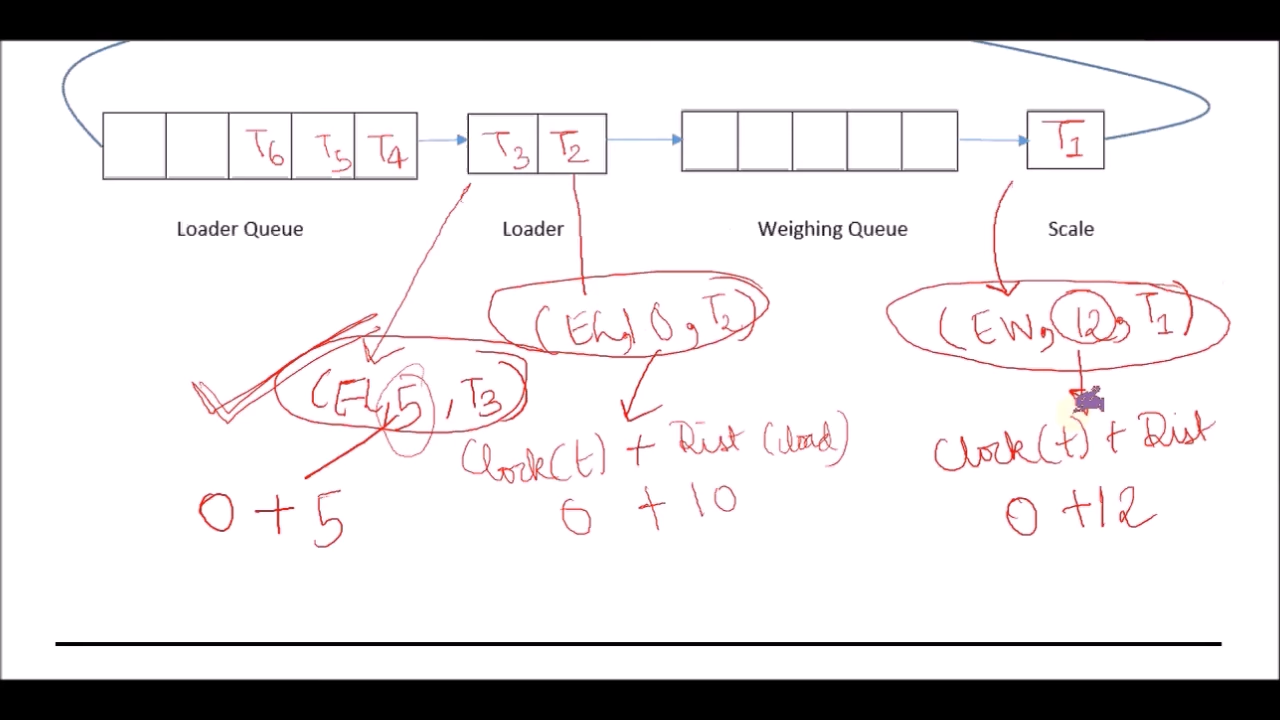 T6 T5 T4 T3 T2 T1
Loader Queue Loader Weighing Queue Scale
(EL, 10, T2) (EW, 12, T1)
(EL, 5, T3)
Clock(t) + Dist (load) Clock(t) + Dist
0 + 5 0 + 10 0 + 12